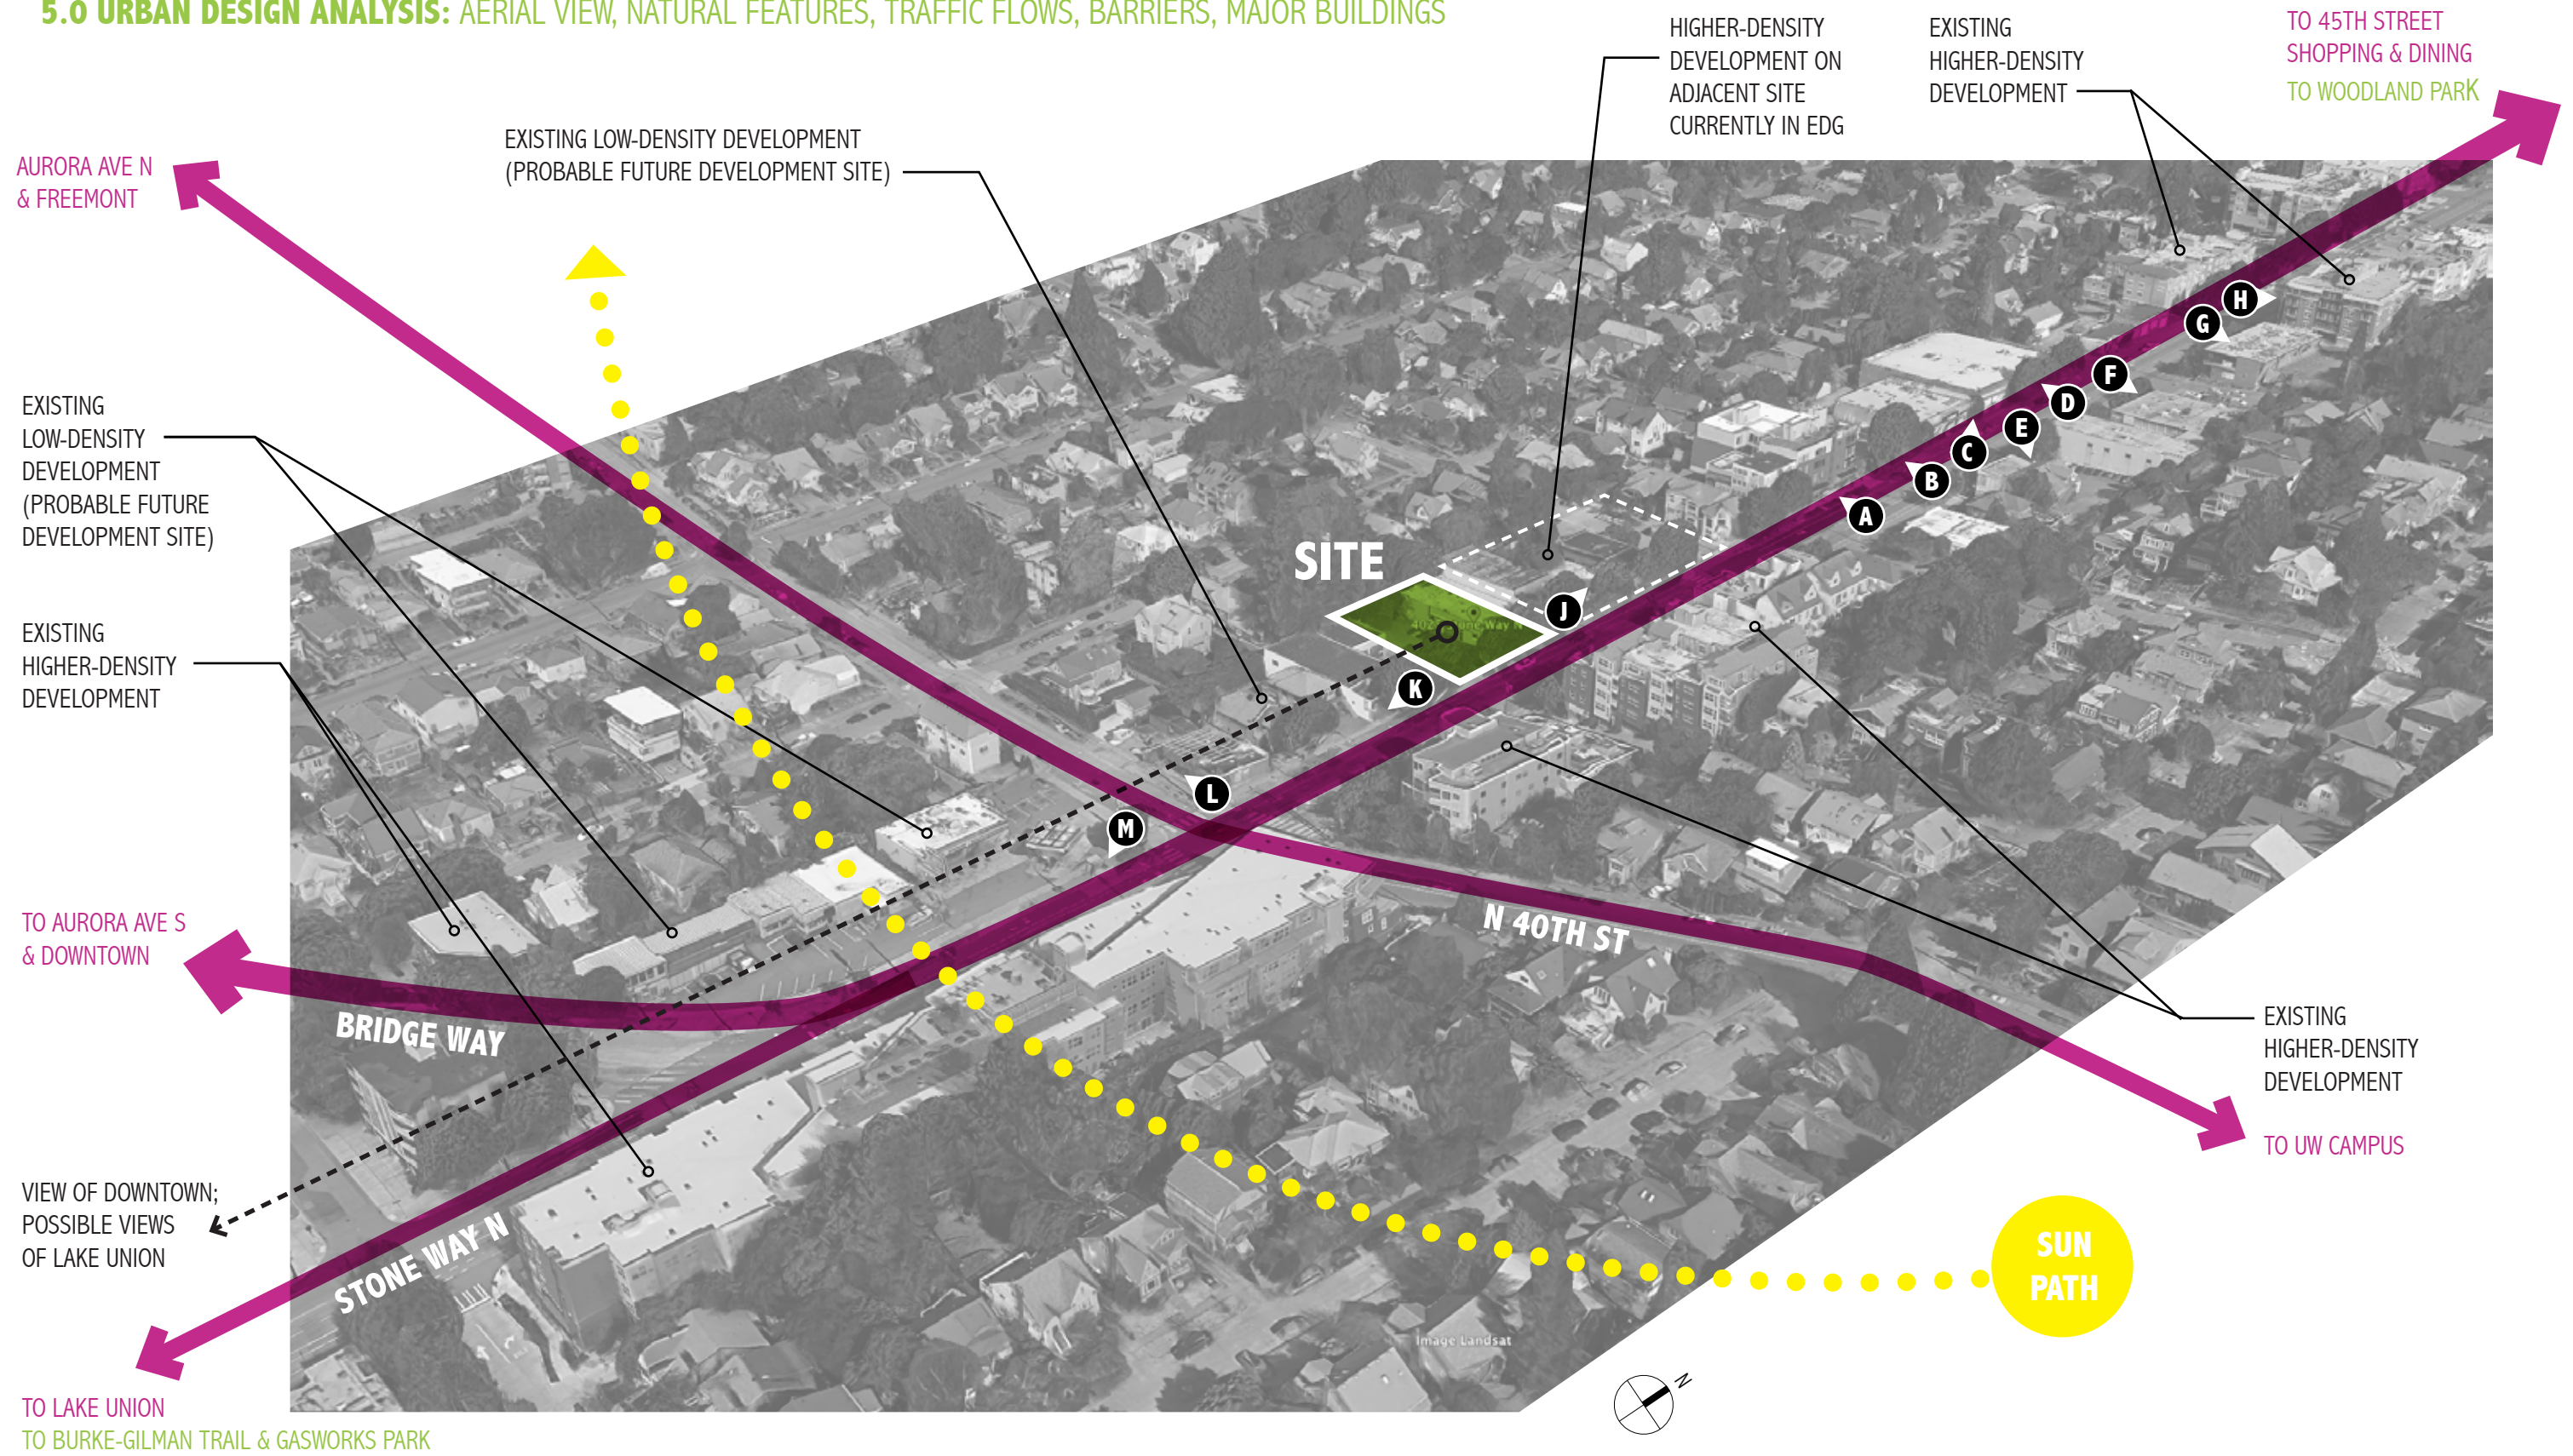 5.0 URBAN DESIGN ANALYSIS: AERIAL VIEW, NATURAL FEATURES, TRAFFIC FLOWS, BARRIERS, MAJOR BUILDINGS
HIGHER-DENSITY
DEVELOPMENT ON
ADJACENT SITE
CURRENTLY IN EDG
EXISTING
HIGHER-DENSITY
DEVELOPMENT
TO 45TH STREET
SHOPPING & DINING
TO WOODLAND PARK
EXISTING LOW-DENSITY DEVELOPMENT
(PROBABLE FUTURE DEVELOPMENT SITE)
AURORA AVE N
& FREEMONT
EXISTING
LOW-DENSITY
DEVELOPMENT
(PROBABLE FUTURE
DEVELOPMENT SITE)
EXISTING
HIGHER-DENSITY
DEVELOPMENT
H
G
F
D
E
C
B
A
SITE
J
K
L
M
N 40TH ST
TO AURORA AVE S
& DOWNTOWN
BRIDGE WAY
EXISTING
HIGHER-DENSITY
DEVELOPMENT
TO UW CAMPUS
VIEW OF DOWNTOWN;
POSSIBLE VIEWS
OF LAKE UNION
STONE WAY N
SUN
PATH
Image Landsat
N
TO LAKE UNION
TO BURKE-GILMAN TRAIL & GASWORKS PARK